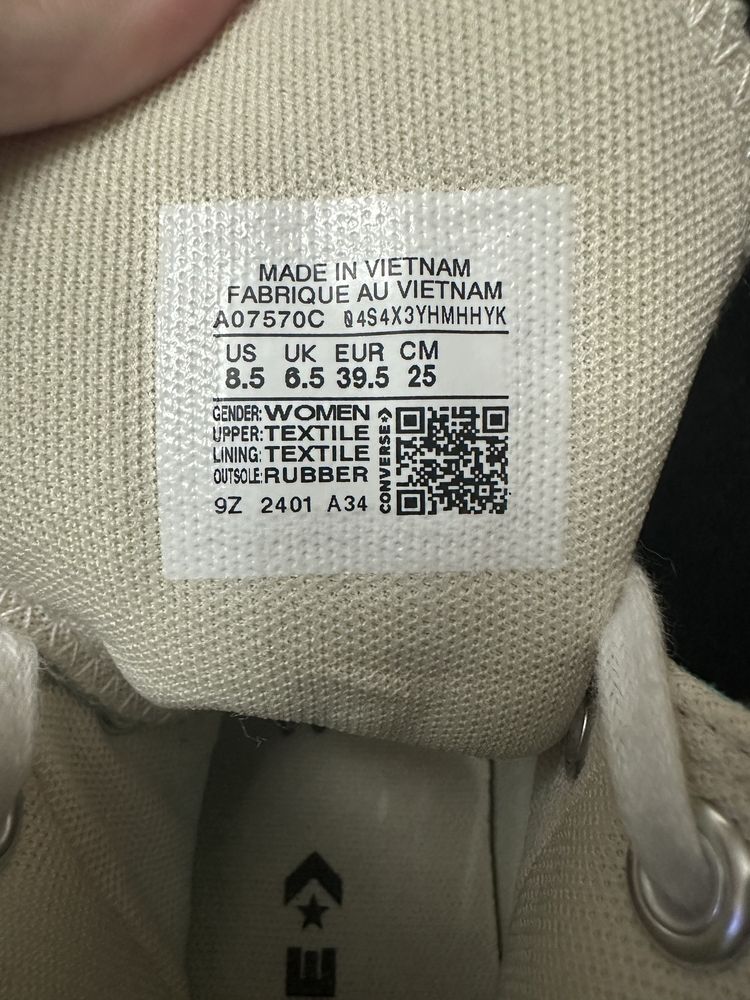 MADE IN VIETNAM
FABRIQUE AU VIETNAM
A07570C 04S4X3YHMHHYK
US UK EUR CM
8.5 6.5 39.5 25
GENDER: WOMEN
UPPER: TEXTILE
LINING: TEXTILE
OUTSOLE: RUBBER
CONVERSE
9Z 2401 A34
E